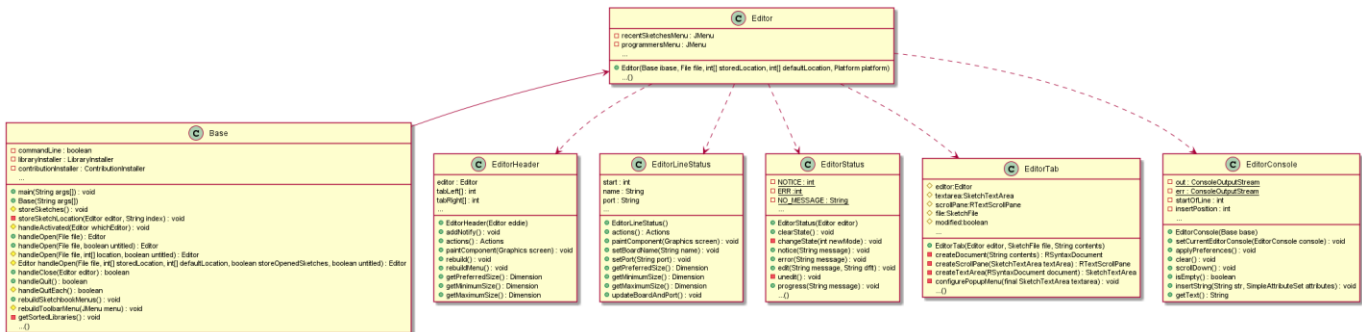 C Editor
recentSketchesMenu : JMenu
programmersMenu : JMenu
...
Editor(Base ibase, File file, int[] storedLocation, int[] defaultLocation, Platform platform)
...()
C Base
commandLine : boolean
libraryInstaller : LibraryInstaller
contributionInstaller : ContributionInstaller
...
main(String args[]) : void
Base(String args[])
storeSketches() : void
storeSketchLocation(Editor editor, String index) : void
handleActivated(Editor whichEditor) : void
handleOpen(File file) : Editor
handleOpen(File file, boolean untitled) : Editor
handleOpen(File file, int[] location, boolean untitled) : Editor
Editor handleOpen(File file, int[] storedLocation, int[] defaultLocation, boolean storeOpenedSketches, boolean untitled) : Editor
handleClose(Editor editor) : boolean
handleQuit() : boolean
handleQuitEach() : boolean
rebuildSketchbookMenus() : void
rebuildToolbarMenu(JMenu menu) : void
getSortedLibraries() : void
...()
C EditorHeader
editor : Editor
tabLeft[] : int
tabRight[] : int
...
EditorHeader(Editor eddie)
addNotify() : void
actions() : Actions
paintComponent(Graphics screen) : void
rebuild() : void
rebuildMenu() : void
getPreferredSize() : Dimension
getMinimumSize() : Dimension
getMaximumSize() : Dimension
C EditorLineStatus
start : int
name : String
port : String
...
EditorLineStatus()
actions() : Actions
paintComponent(Graphics screen) : void
setBoardName(String name) : void
setPort(String port) : void
getPreferredSize() : Dimension
getMinimumSize() : Dimension
getMaximumSize() : Dimension
updateBoardAndPort() : void
C EditorStatus
NOTICE : int
ERR :int
NO_MESSAGE : String
...
EditorStatus(Editor editor)
clearState() : void
changeState(int newMode) : void
notice(String message) : void
error(String message) : void
edit(String message, String dflt) : void
unedit() : void
progress(String message) : void
...()
C EditorTab
editor:Editor
textarea:SketchTextArea
scrollPane:RTextScrollPane
file:SketchFile
modified:boolean
...
EditorTab(Editor editor, SketchFile file, String contents)
createDocument(String contents) : RSyntaxDocument
createScrollPane(SketchTextArea textArea) : RTextScrollPane
createTextArea(RSyntaxDocument document) : SketchTextArea
configurePopupMenu(final SketchTextArea textarea) : void
...()
C EditorConsole
out : ConsoleOutputStream
err : ConsoleOutputStream
startOfLine : int
insertPosition : int
EditorConsole(Base base)
setCurrentEditorConsole(EditorConsole console) : void
applyPreferences() : void
clear() : void
scrollDown() : void
isEmpty() : boolean
insertString(String str, SimpleAttributeSet attributes) : void
getText() : String